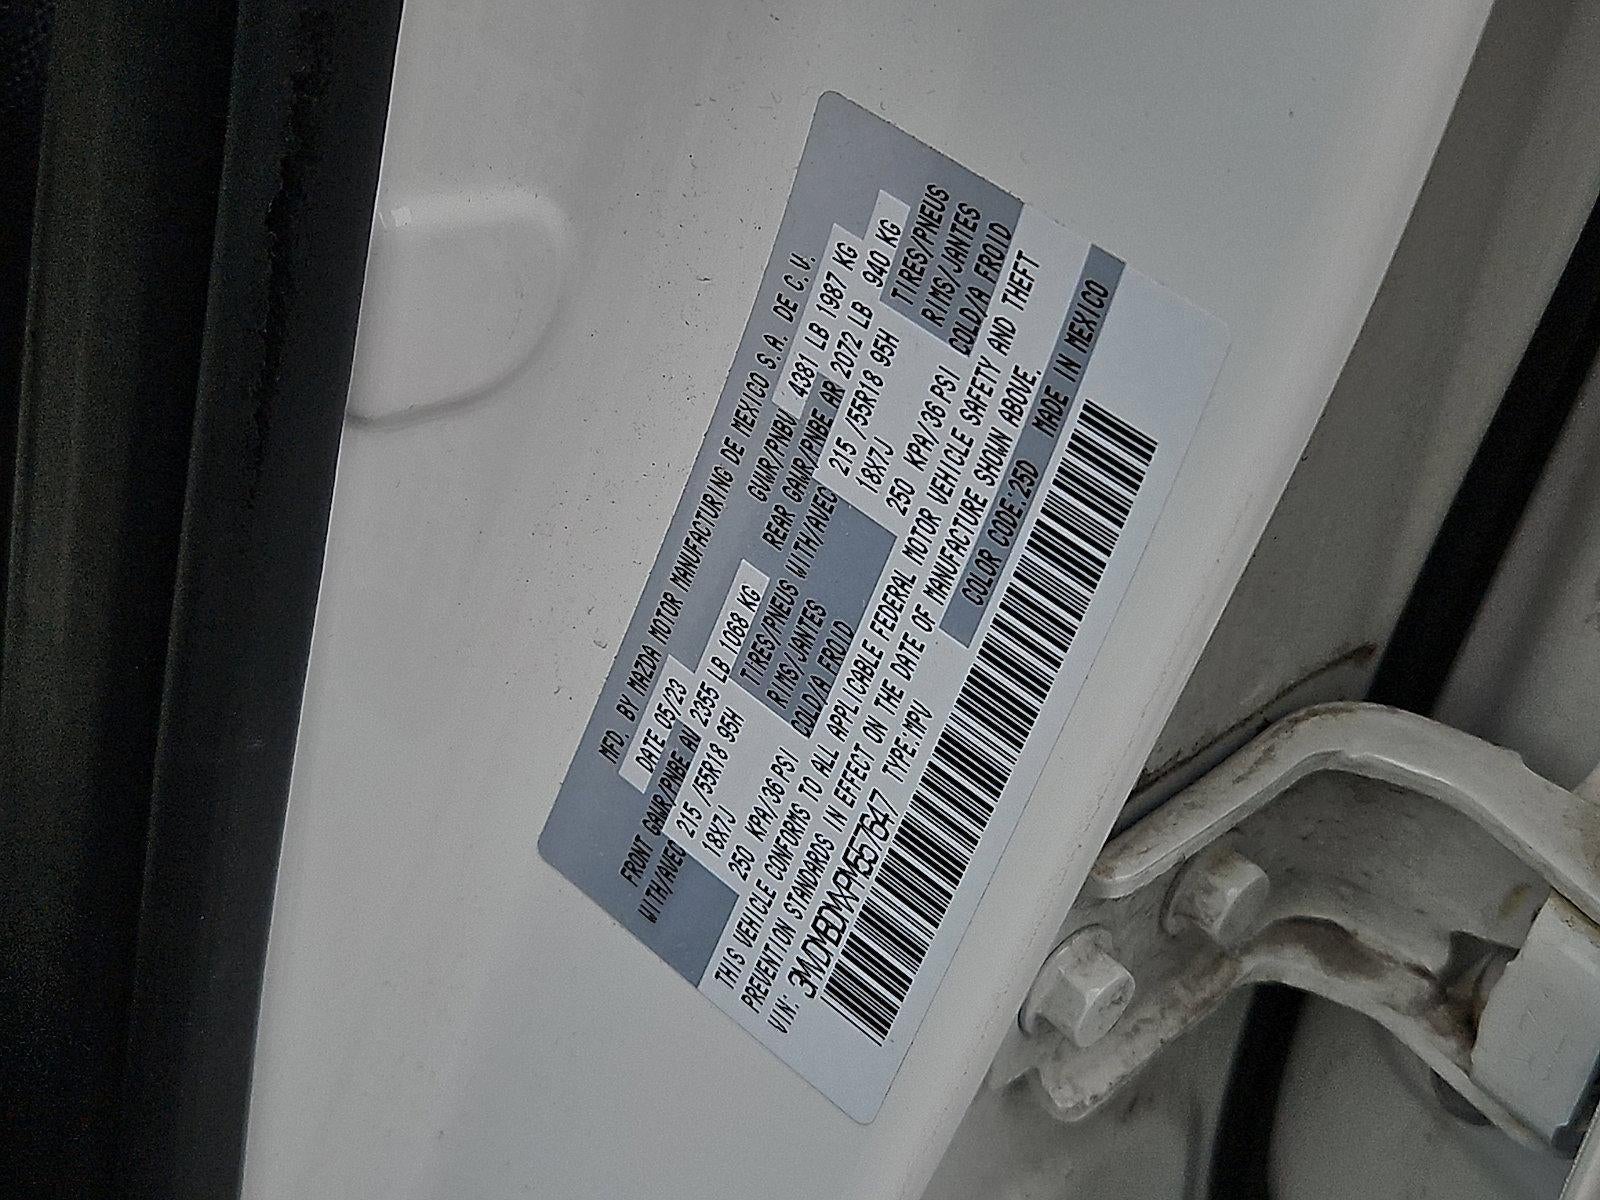 MFD. BY MAZDA MOTOR MANUFACTURING DE MEXICO S.A. DE C.V.
DATE 05/23 GVWR/PNBV 4381 LB 1987 KG
FRONT GAWR/PNBE AV 2355 LB 1068 KG REAR GAWR/PNBE AR 2072 LB 940 KG
WITH/AVEC 215 /55R18 95H TIRES/PNEUS WITH/AVEC 215 /55R18 95H TIRES/PNEUS
18X7J RIMS/JANTES 18X7J RIMS/JANTES
250 KPA/36 PSI COLD/A FROID 250 KPA/36 PSI COLD/A FROID
THIS VEHICLE CONFORMS TO ALL APPLICABLE FEDERAL MOTOR VEHICLE SAFETY AND THEFT
PREVENTION STANDARDS IN EFFECT ON THE DATE OF MANUFACTURE SHOWN ABOVE.
VIN: 3MVDMBDMXPM557647 TYPE:MPV COLOR CODE:25D MADE IN MEXICO